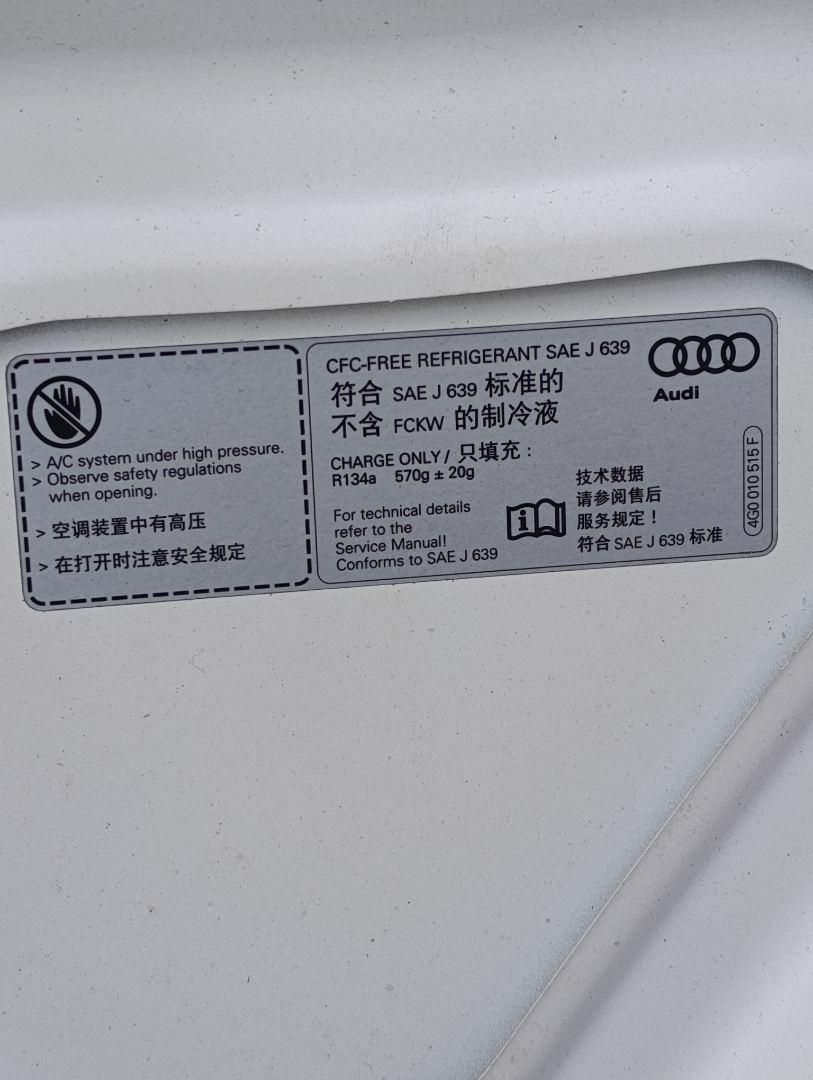 > A/C system under high pressure.
> Observe safety regulations
when opening.
> 空调装置中有高压
> 在打开时注意安全规定
CFC-FREE REFRIGERANT SAE J 639
符合 SAE J 639 标准的
不含 FCKW 的制冷液
CHARGE ONLY / 只填充：
R134a 570g ± 20g
For technical details
refer to the
Service Manual!
Conforms to SAE J 639
i
技术数据
请参阅售后
服务规定！
符合 SAE J 639 标准
Audi
4G0 010 515 F